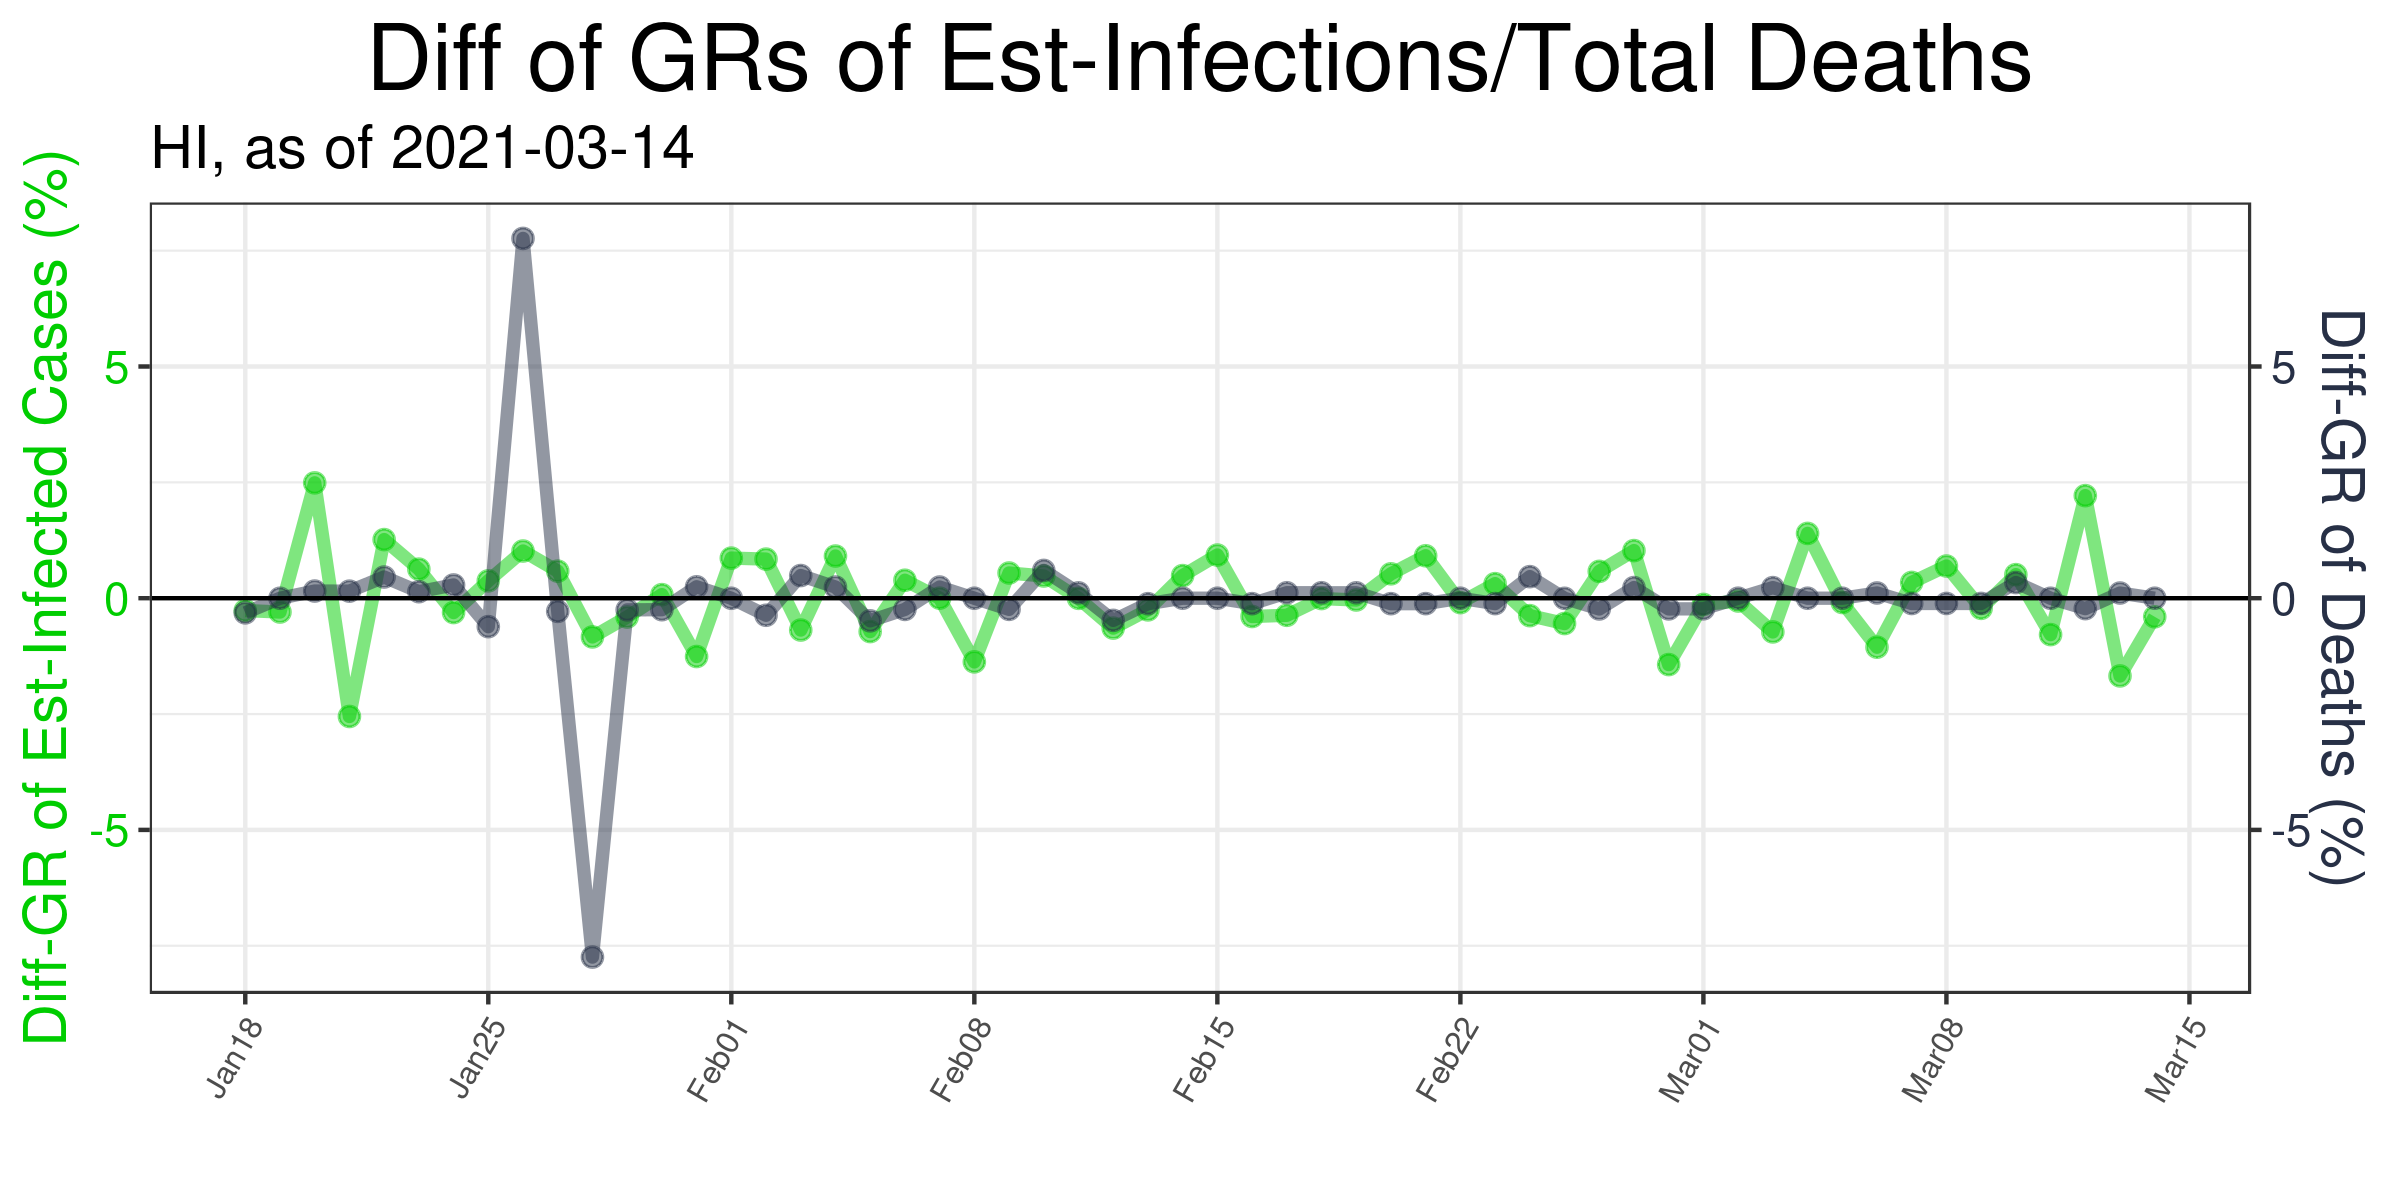 Diff of GRs of Est-Infections/Total Deaths
HI, as of 2021-03-14
Diff-GR of Est-Infected Cases (%)
5
0
-5
5
0
-5
Diff-GR of Deaths (%)
Jan18
Jan25
Feb01
Feb08
Feb15
Feb22
Mar01
Mar08
Mar15